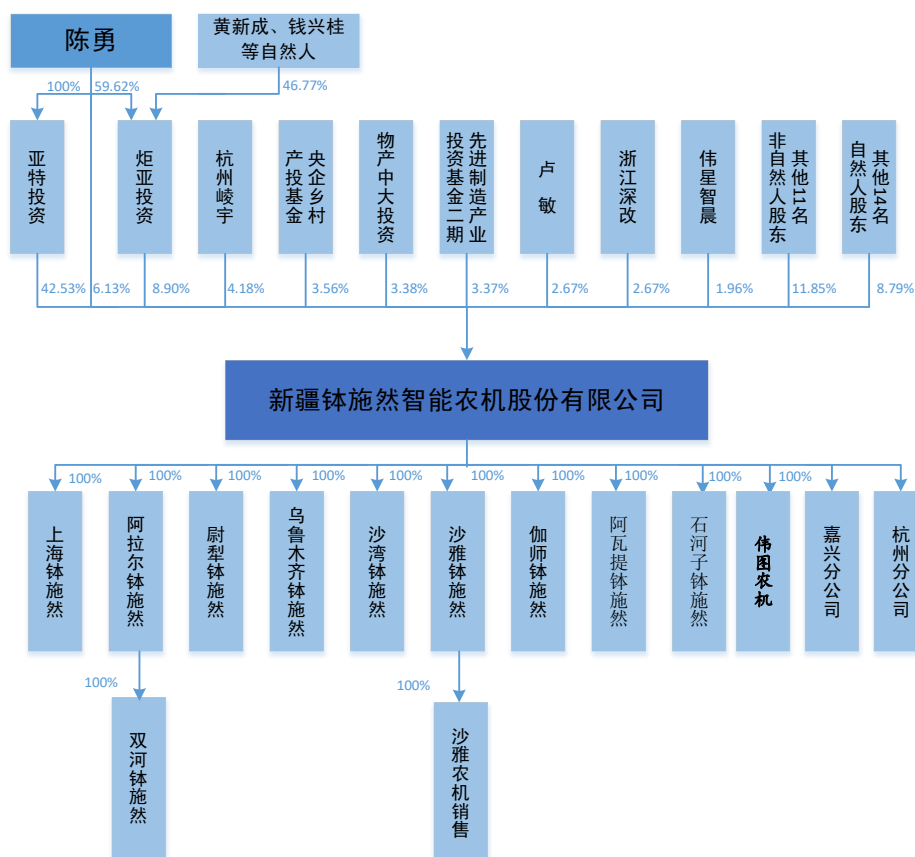 陈勇
黄新成、钱兴桂
等自然人
100%
59.62%
46.77%
亚特投资
炬亚投资
杭州崚宇
央企乡村
产投基金
物产中大投资
先进制造产业
投资基金二期
卢敏
浙江深改
伟星智晨
其他11名
非自然人股东
其他14名
自然人股东
42.53%
6.13%
8.90%
4.18%
3.56%
3.38%
3.37%
2.67%
2.67%
1.96%
11.85%
8.79%
新疆钵施然智能农机股份有限公司
100%
100%
100%
100%
100%
100%
100%
100%
100%
100%
上海钵施然
阿拉尔钵施然
尉犁钵施然
乌鲁木齐钵施然
沙湾钵施然
沙雅钵施然
伽师钵施然
阿瓦提钵施然
石河子钵施然
伟图农机
嘉兴分公司
杭州分公司
100%
100%
双河钵施然
沙雅农机销售